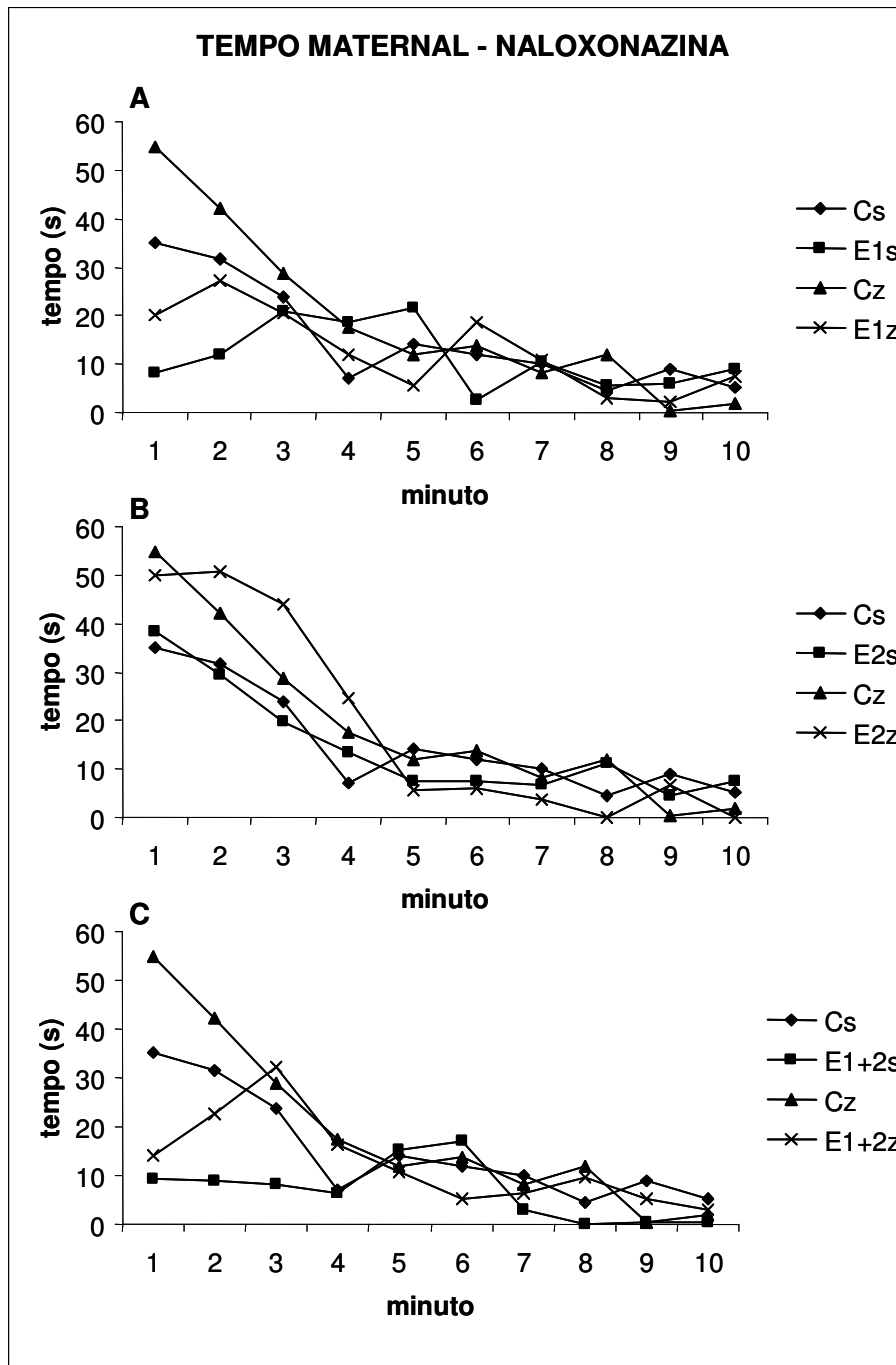 TEMPO MATERNAL - NALOXONAZINA
A
60
50
40
30
20
10
0
tempo (s)
1 2 3 4 5 6 7 8 9 10
minuto
Cs
E1s
Cz
E1z
B
60
50
40
30
20
10
0
tempo (s)
1 2 3 4 5 6 7 8 9 10
minuto
Cs
E2s
Cz
E2z
C
60
50
40
30
20
10
0
tempo (s)
1 2 3 4 5 6 7 8 9 10
minuto
Cs
E1+2s
Cz
E1+2z